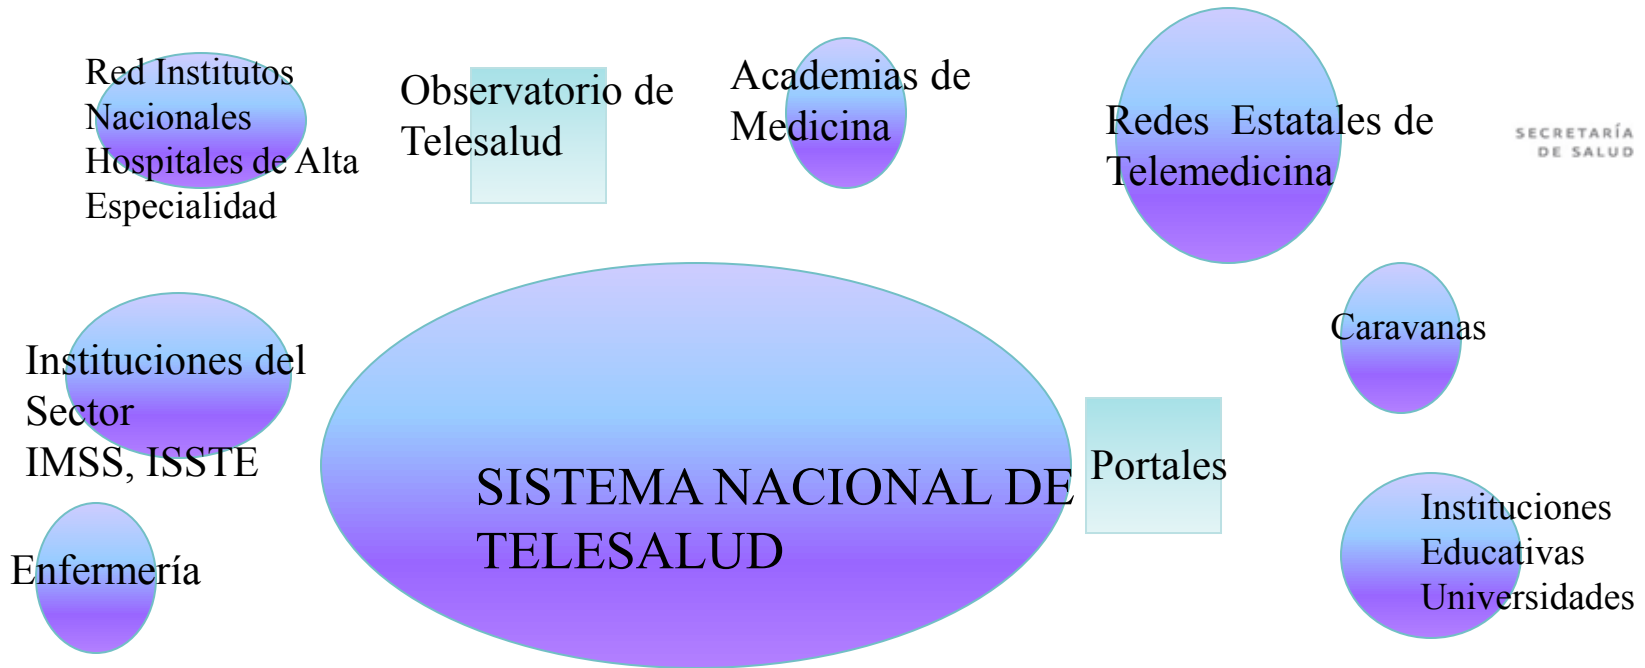 Red Institutos
Nacionales
Hospitales de Alta
Especialidad
Observatorio de
Telesalud
Academias de
Medicina
Redes Estatales de
Telemedicina
SECRETARÍA
DE SALUD
Instituciones del
Sector
IMSS, ISSTE
Caravanas
SISTEMA NACIONAL DE
TELESALUD
Portales
Enfermería
Instituciones
Educativas
Universidades